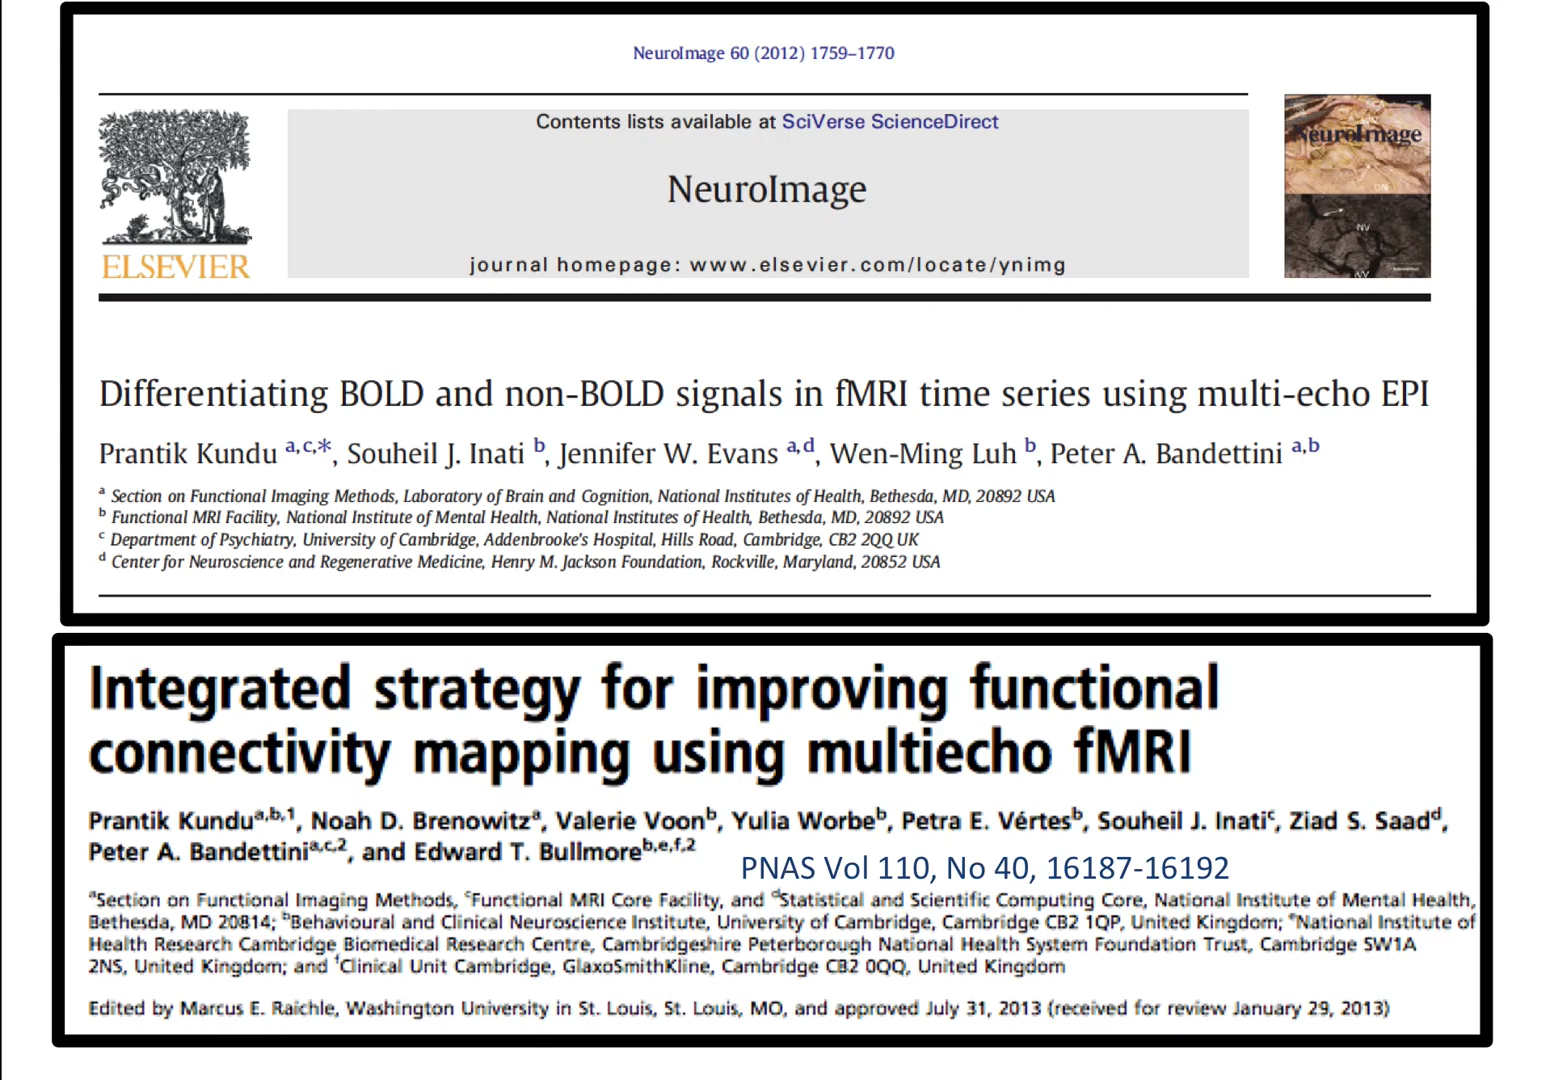 NeuroImage 60 (2012) 1759–1770
Contents lists available at SciVerse ScienceDirect
NeuroImage
NeuroImage
journal homepage: www.elsevier.com/locate/ynimg
ELSEVIER
Differentiating BOLD and non-BOLD signals in fMRI time series using multi-echo EPI
Prantik Kundu a,c,*, Souheil J. Inati b, Jennifer W. Evans a,d, Wen-Ming Luh b, Peter A. Bandettini a,b
a Section on Functional Imaging Methods, Laboratory of Brain and Cognition, National Institutes of Health, Bethesda, MD, 20892 USA
b Functional MRI Facility, National Institute of Mental Health, National Institutes of Health, Bethesda, MD, 20892 USA
c Department of Psychiatry, University of Cambridge, Addenbrooke's Hospital, Hills Road, Cambridge, CB2 2QQ UK
d Center for Neuroscience and Regenerative Medicine, Henry M. Jackson Foundation, Rockville, Maryland, 20852 USA
Integrated strategy for improving functional
connectivity mapping using multiecho fMRI
Prantik Kundua,b,1, Noah D. Brenowitza, Valerie Voonb, Yulia Worbeb, Petra E. Vértesb, Souheil J. Inatic, Ziad S. Saadd,
Peter A. Bandettinia,c,2, and Edward T. Bullmoreb,e,f,2
PNAS Vol 110, No 40, 16187-16192
aSection on Functional Imaging Methods, cFunctional MRI Core Facility, and dStatistical and Scientific Computing Core, National Institute of Mental Health,
Bethesda, MD 20814; bBehavioural and Clinical Neuroscience Institute, University of Cambridge, Cambridge CB2 1QP, United Kingdom; eNational Institute of
Health Research Cambridge Biomedical Research Centre, Cambridgeshire Peterborough National Health System Foundation Trust, Cambridge SW1A
2NS, United Kingdom; and fClinical Unit Cambridge, GlaxoSmithKline, Cambridge CB2 0QQ, United Kingdom
Edited by Marcus E. Raichle, Washington University in St. Louis, St. Louis, MO, and approved July 31, 2013 (received for review January 29, 2013)